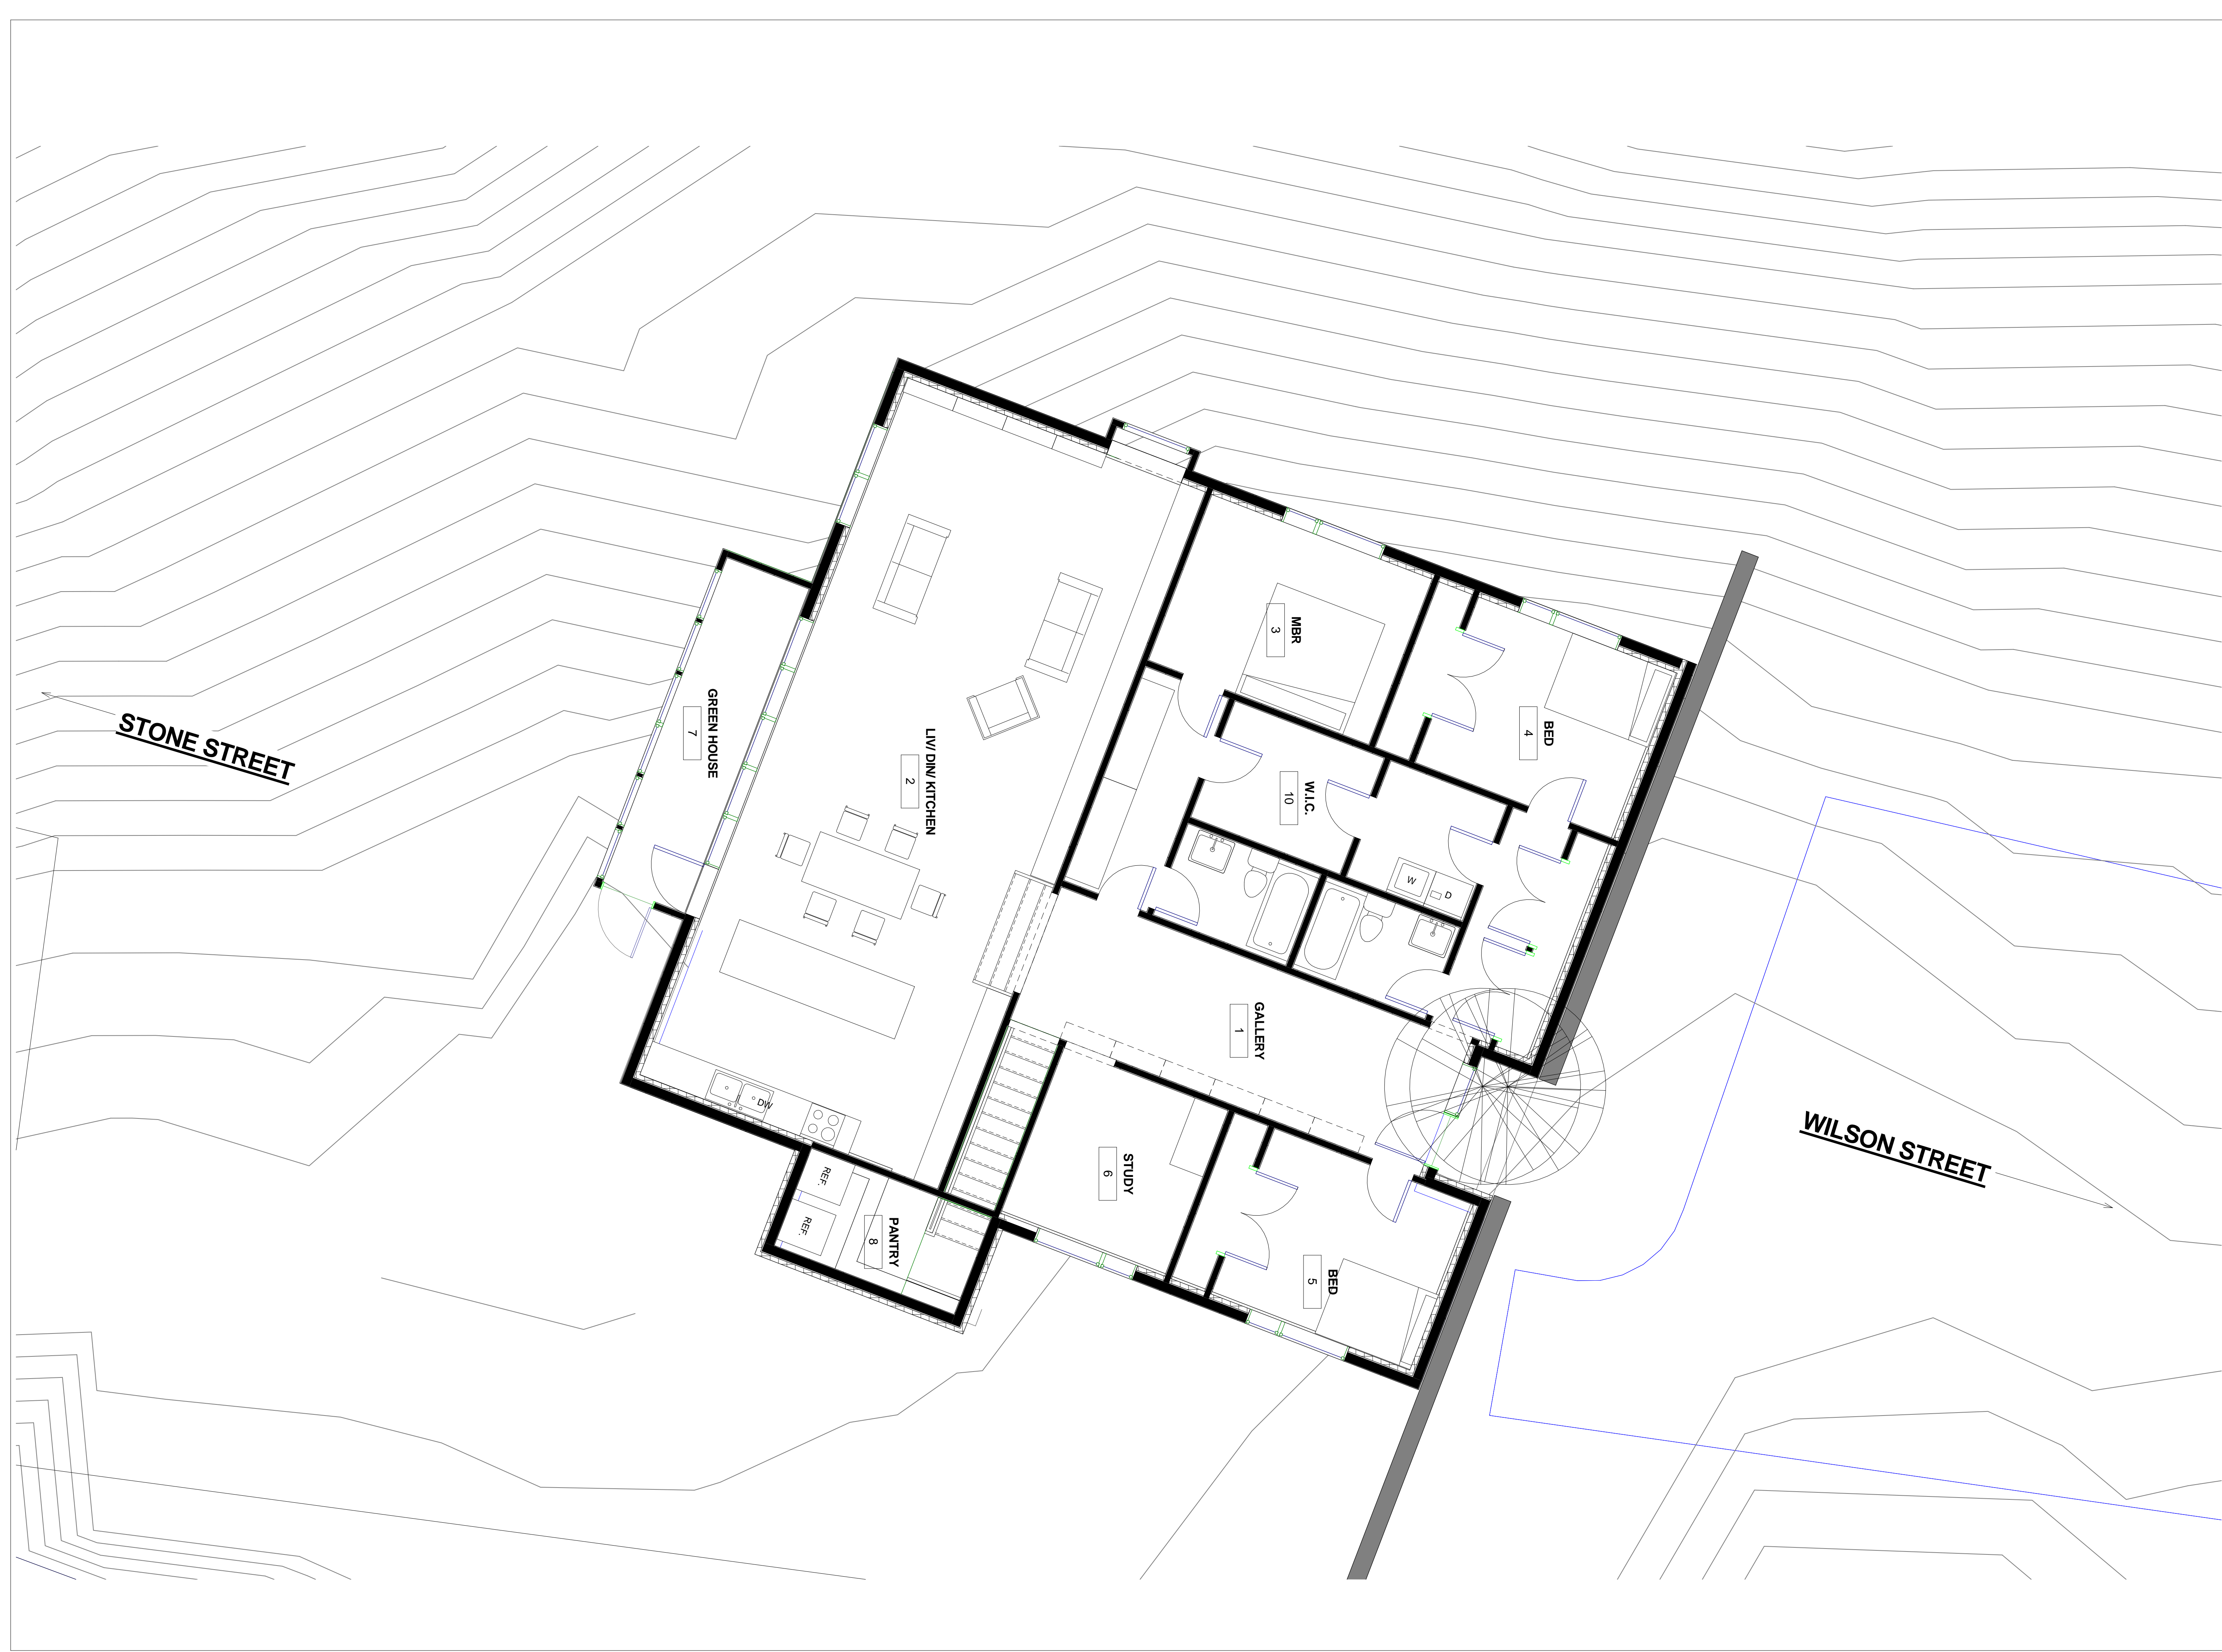 STONE STREET
GREEN HOUSE
7
LIV/ DIN/ KITCHEN
2
MBR
3
BED
4
W.I.C.
10
W
D
GALLERY
1
STUDY
6
BED
5
DW
REF.
REF.
PANTRY
8
WILSON STREET